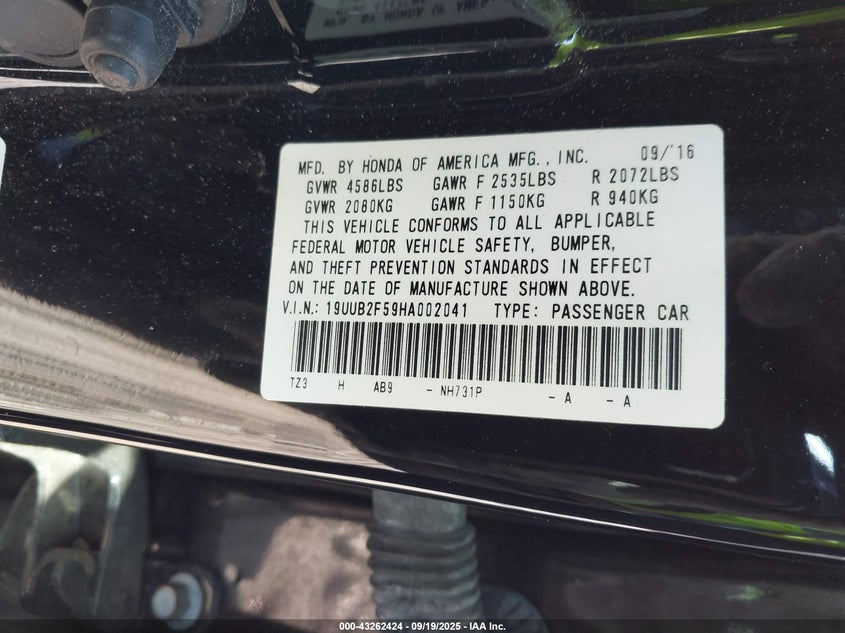 MFD. BY HONDA OF AMERICA MFG., INC. 09/'16
GVWR 4586LBS GAWR F 2535LBS R 2072LBS
GVWR 2080KG GAWR F 1150KG R 940KG
THIS VEHICLE CONFORMS TO ALL APPLICABLE
FEDERAL MOTOR VEHICLE SAFETY, BUMPER,
AND THEFT PREVENTION STANDARDS IN EFFECT
ON THE DATE OF MANUFACTURE SHOWN ABOVE.
V.I.N.: 19UUB2F59HA002041 TYPE: PASSENGER CAR
TZ3 H AB9 - NH731P - A - A
000-43262424 - 09/19/2025 - IAA Inc.